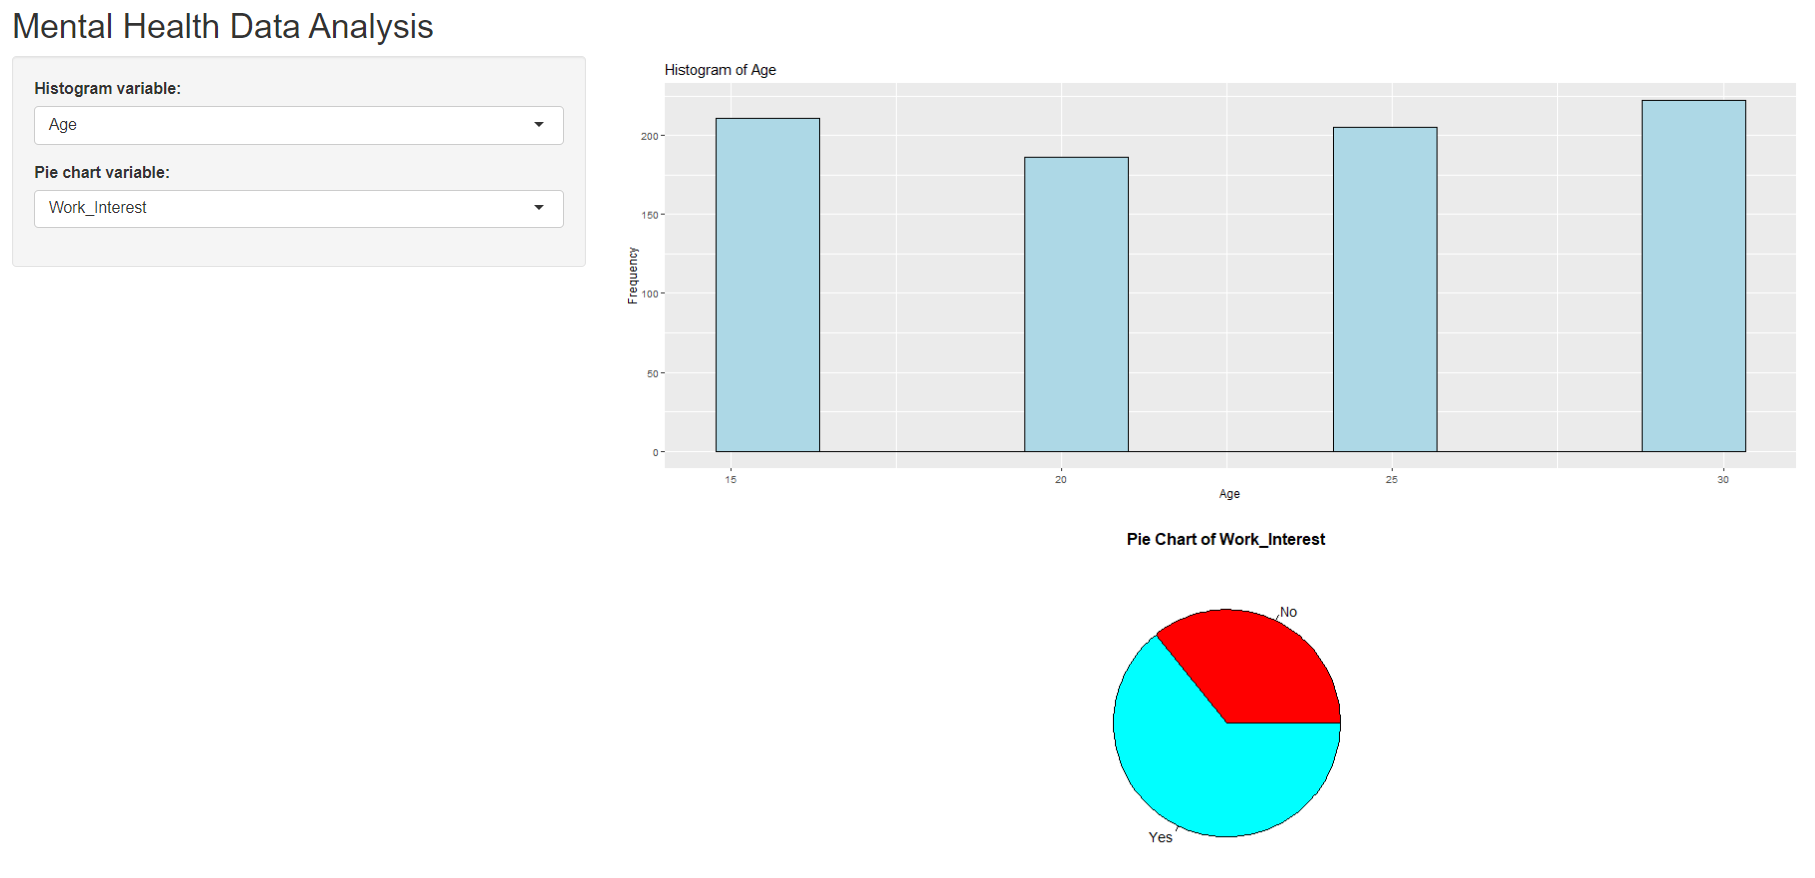 Mental Health Data Analysis
Histogram variable:
Age
Pie chart variable:
Work_Interest
Histogram of Age
Frequency
200
150
100
50
0
15 20 25 30
Age
Pie Chart of Work_Interest
No
Yes